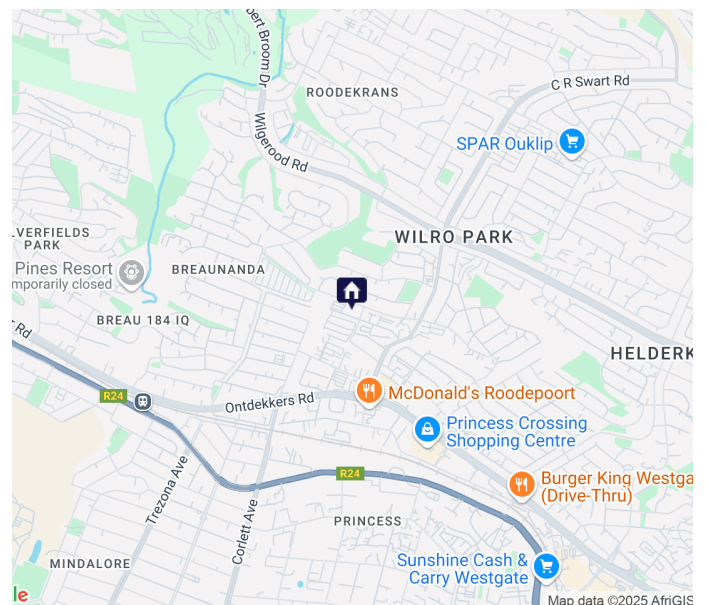 bert Broom Dr
ROODEKRANS
C R Swart Rd
Wilgerood Rd
SPAR Ouklip
LVERFIELDS
PARK
WILRO PARK
Pines Resort
mporarily closed
BREAUNANDA
BREAU 184 IQ
r Rd
HELDERK
R24
Ontdekkers Rd
McDonald's Roodepoort
Princess Crossing
Shopping Centre
R24
Burger King Westga
(Drive-Thru)
Trezona Ave
Corlett Ave
PRINCESS
MINDALORE
Sunshine Cash &
Carry Westgate
le
Map data ©2025 AfriGIS